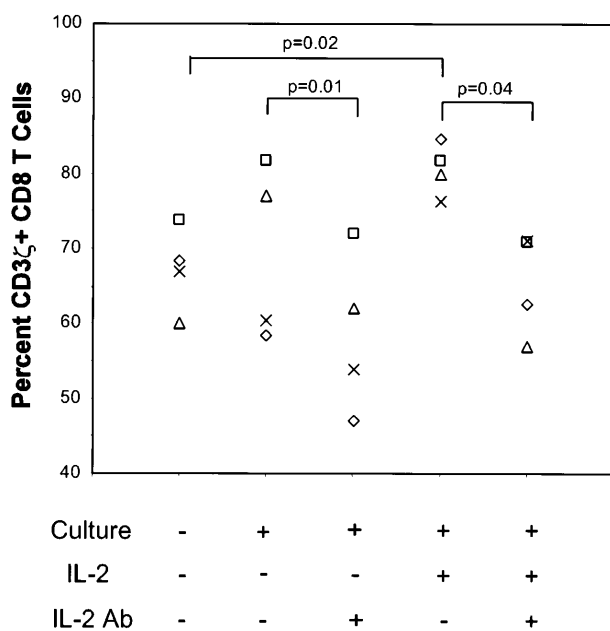 100
90
80
70
60
50
40
Percent CD3ζ+ CD8 T Cells
p=0.02
p=0.01
p=0.04
Culture - + + + +
IL-2 - - - + +
IL-2 Ab - - + - +